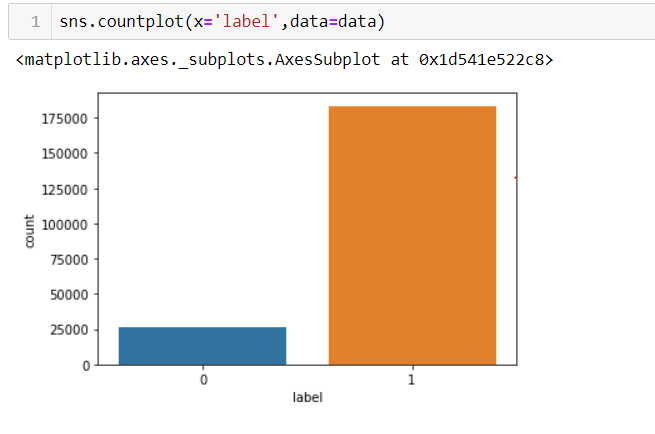 1 sns.countplot(x='label',data=data)
<matplotlib.axes._subplots.AxesSubplot at 0x1d541e522c8>
175000
150000
125000
100000
75000
50000
25000
0
count
0 1
label